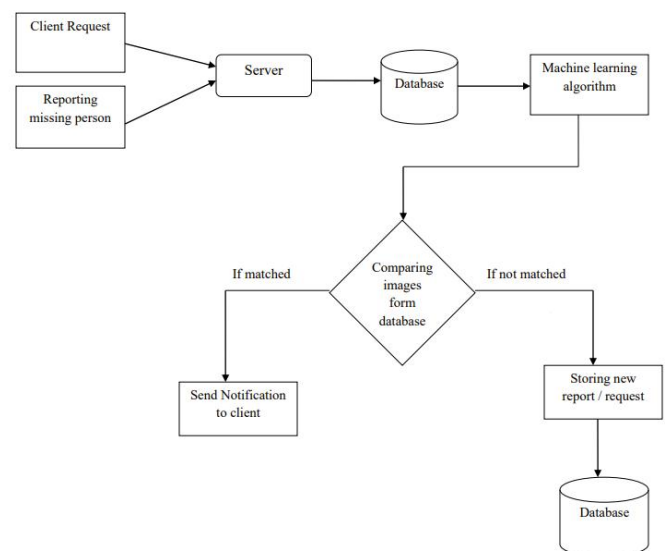 Client Request
Reporting
missing person
Server
Database
Machine learning
algorithm
Comparing
images
form
database
If matched
If not matched
Send Notification
to client
Storing new
report / request
Database